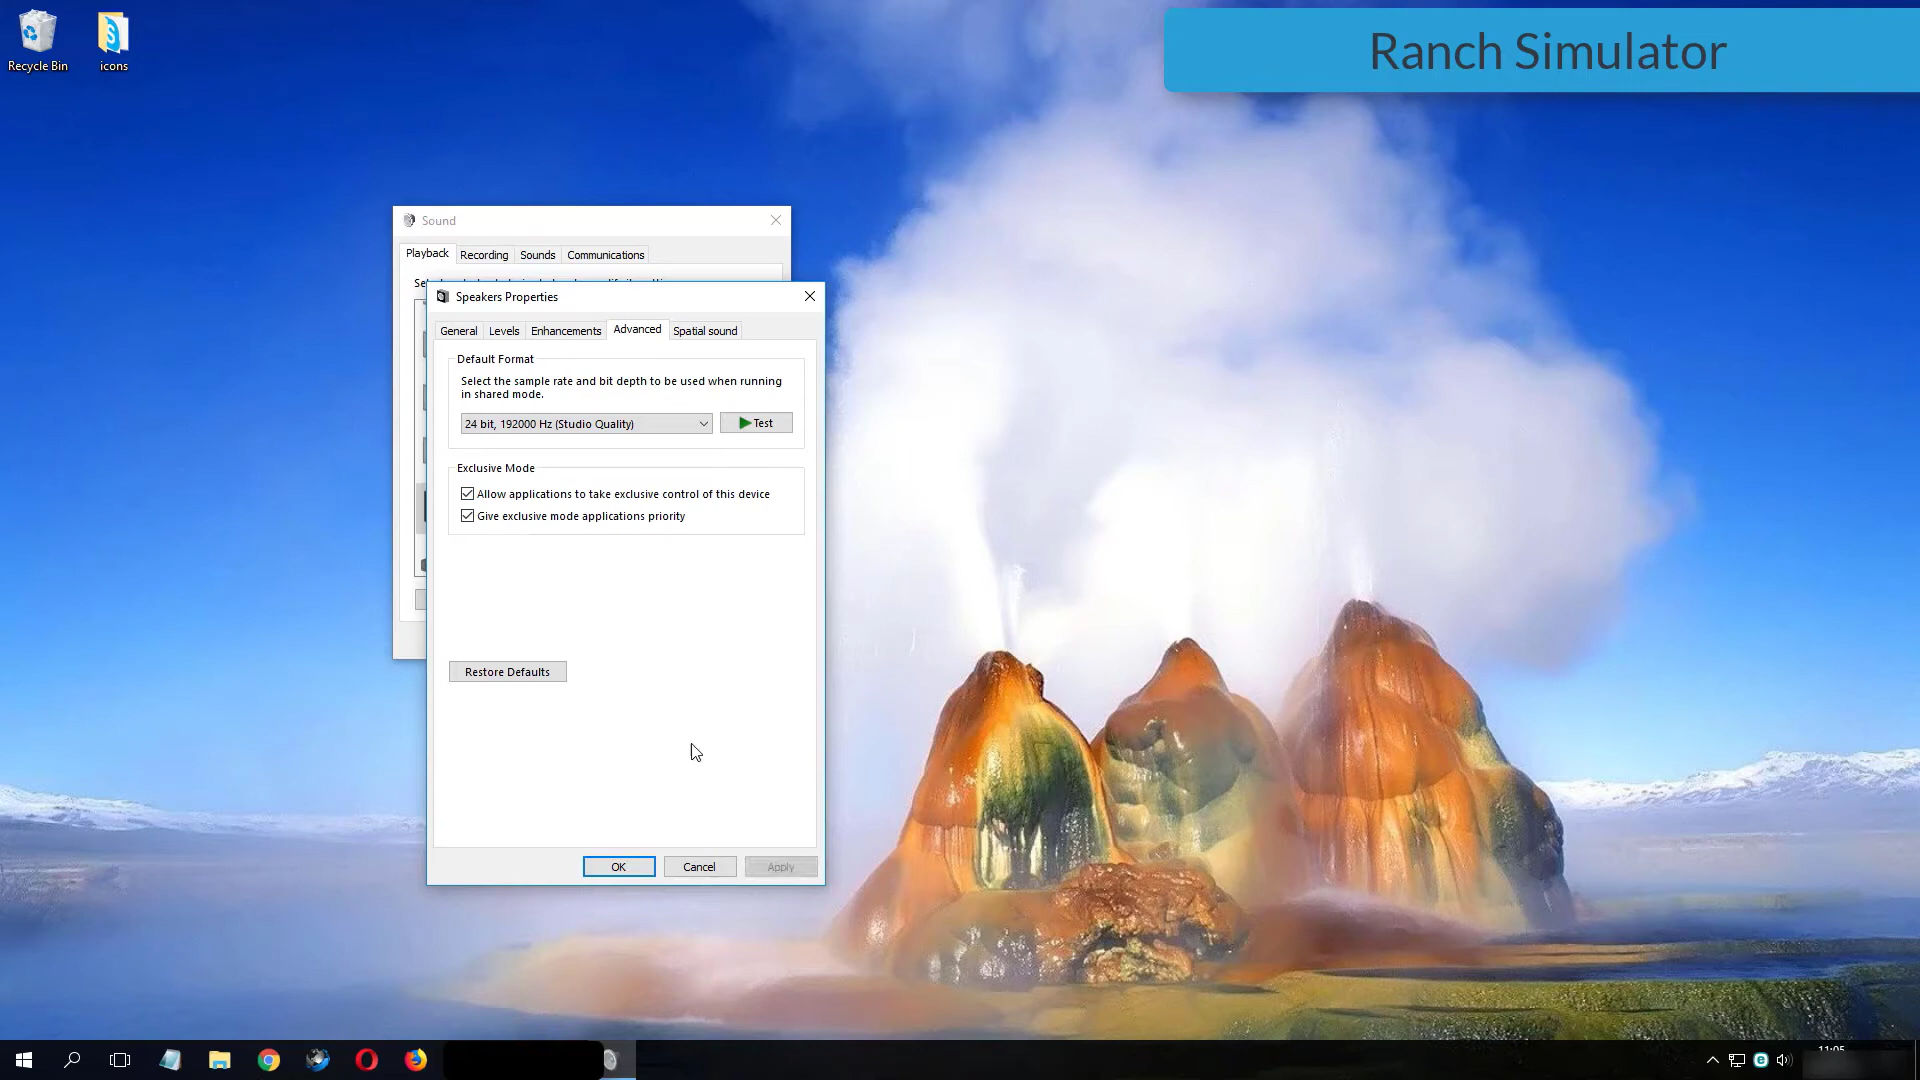 Recycle Bin
icons
Ranch Simulator
Sound
Playback
Recording
Sounds
Communications
Speakers Properties
General
Levels
Enhancements
Advanced
Spatial sound
Default Format
Select the sample rate and bit depth to be used when running
in shared mode.
24 bit, 192000 Hz (Studio Quality)
Test
Exclusive Mode
Allow applications to take exclusive control of this device
Give exclusive mode applications priority
Restore Defaults
OK
Cancel
Apply